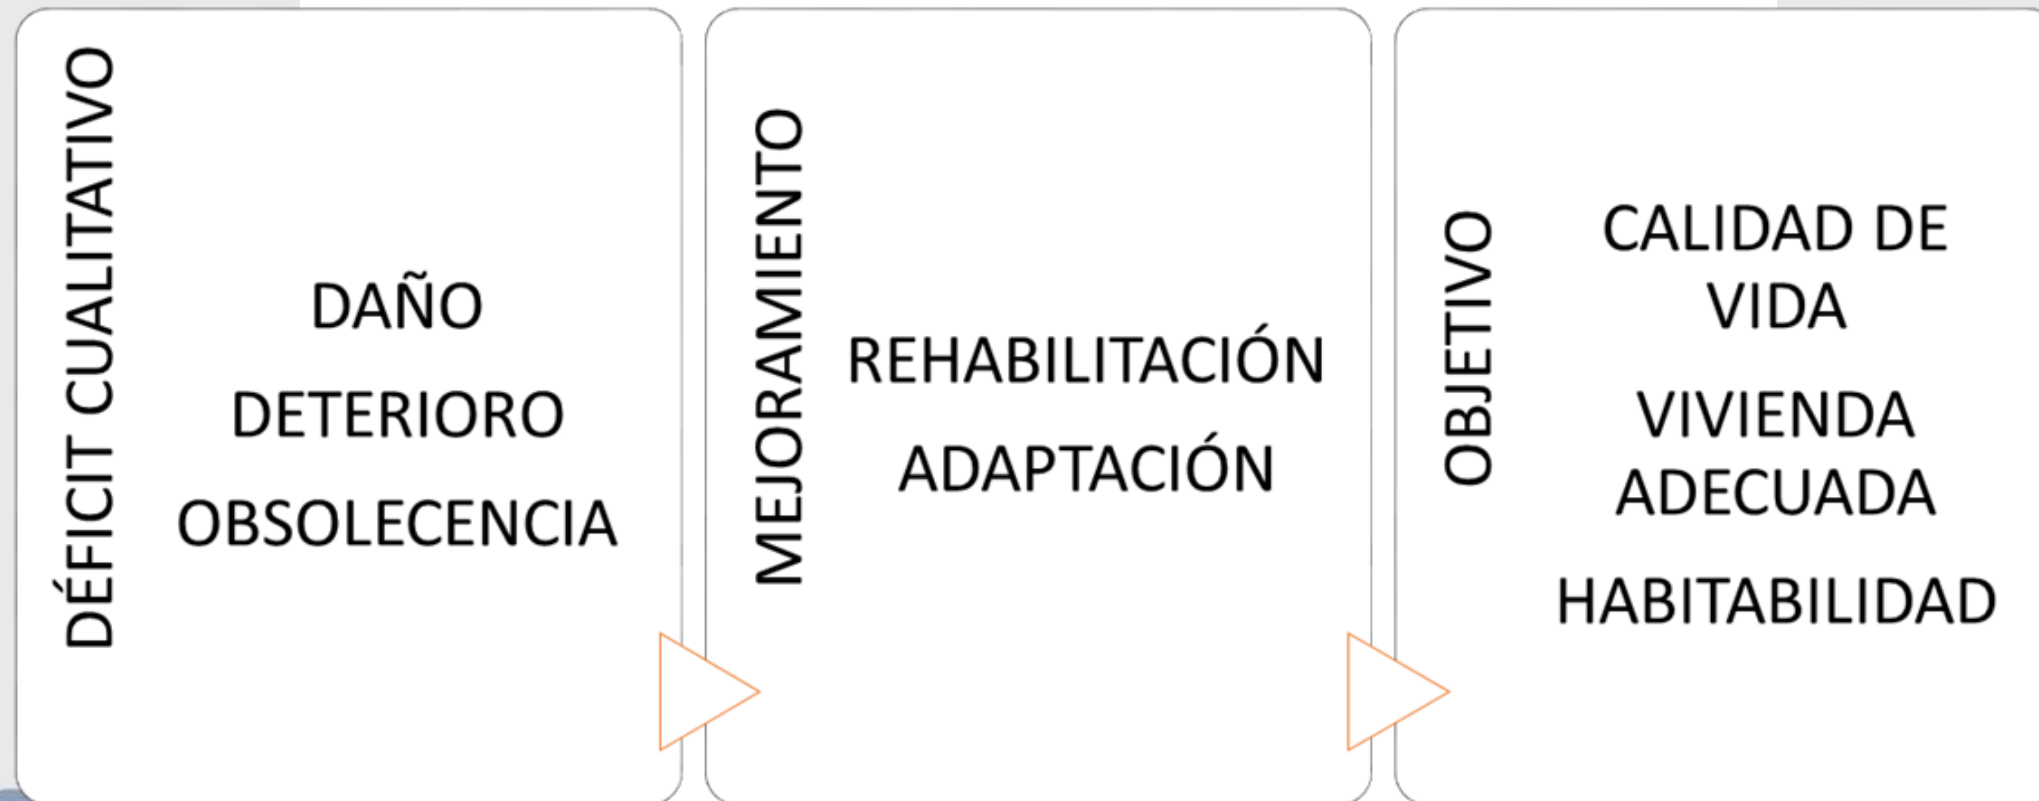 DÉFICIT CUALITATIVO
DAÑO
DETERIORO
OBSOLECENCIA
MEJORAMIENTO
REHABILITACIÓN
ADAPTACIÓN
OBJETIVO
CALIDAD DE
VIDA
VIVIENDA
ADECUADA
HABITABILIDAD